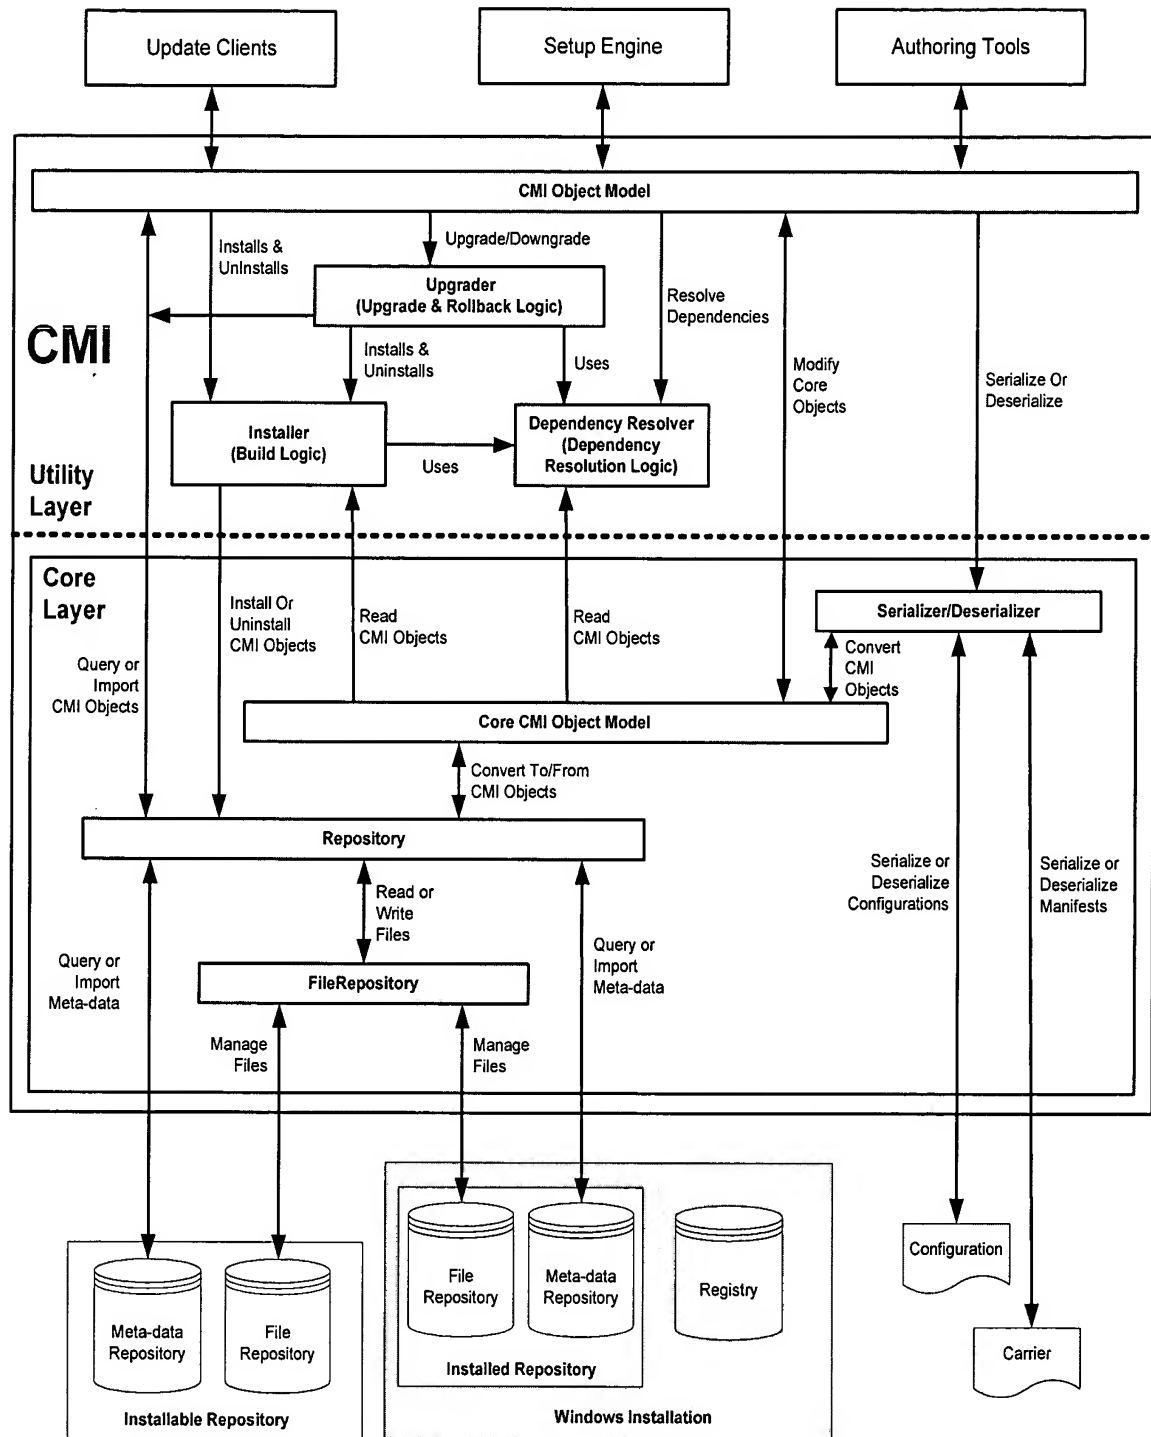 Update Clients
Setup Engine
Authoring Tools
CMI Object Model
Installs &
UnInstalls
Upgrade/Downgrade
Upgrader
(Upgrade & Rollback Logic)
Resolve
Dependencies
CMI
Installs &
Uninstalls
Uses
Modify
Core
Objects
Serialize Or
Deserialize
Installer
(Build Logic)
Uses
Dependency Resolver
(Dependency
Resolution Logic)
Utility
Layer
Core
Layer
Install Or
Uninstall
CMI Objects
Read
CMI Objects
Read
CMI Objects
Serializer/Deserializer
Query or
Import
CMI Objects
Convert
CMI
Objects
Core CMI Object Model
Convert To/From
CMI Objects
Repository
Read or
Write
Files
Serialize or
Deserialize
Configurations
Serialize or
Deserialize
Manifests
Query or
Import
Meta-data
Query or
Import
Meta-data
FileRepository
Manage
Files
Manage
Files
File
Repository
Meta-data
Repository
Registry
Configuration
Meta-data
Repository
File
Repository
Installed Repository
Carrier
Installable Repository
Windows Installation